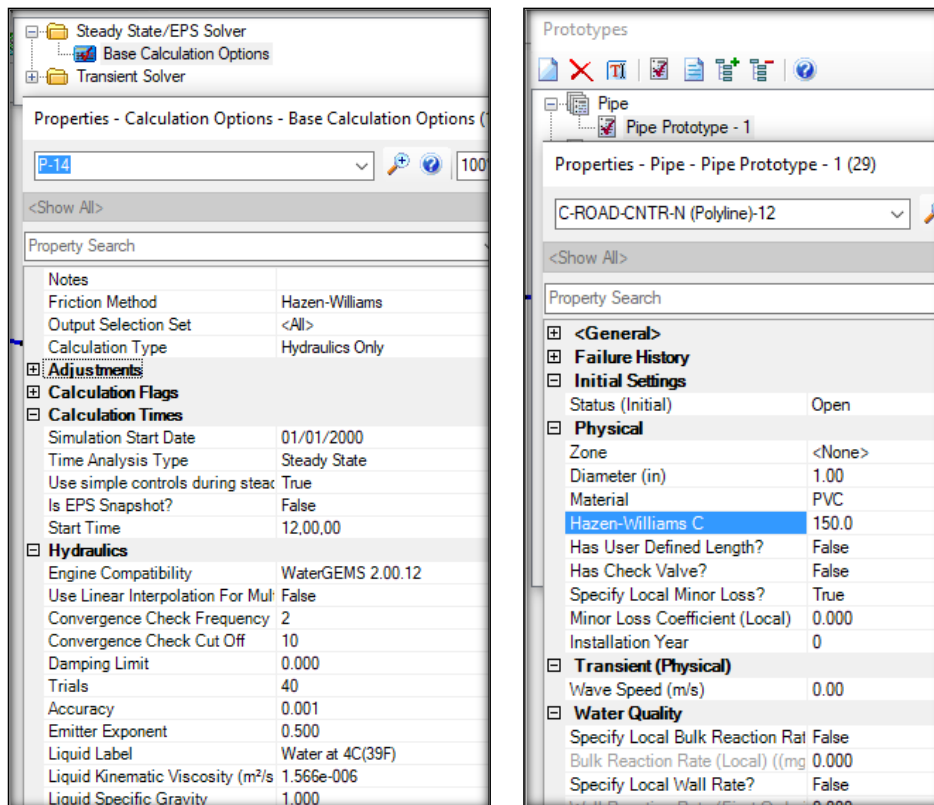 Steady State/EPS Solver
Base Calculation Options
Transient Solver
Properties - Calculation Options - Base Calculation Options (
P-14
100
<Show All>
Property Search
Notes
Friction Method Hazen-Williams
Output Selection Set <All>
Calculation Type Hydraulics Only
Adjustments
Calculation Flags
Calculation Times
Simulation Start Date 01/01/2000
Time Analysis Type Steady State
Use simple controls during steac True
Is EPS Snapshot? False
Start Time 12,00,00
Hydraulics
Engine Compatibility WaterGEMS 2.00.12
Use Linear Interpolation For Mul False
Convergence Check Frequency 2
Convergence Check Cut Off 10
Damping Limit 0.000
Trials 40
Accuracy 0.001
Emitter Exponent 0.500
Liquid Label Water at 4C(39F)
Liquid Kinematic Viscosity (m²/s 1.566e-006
Liquid Specific Gravity 1.000
Prototypes
Pipe
Pipe Prototype - 1
Properties - Pipe - Pipe Prototype - 1 (29)
C-ROAD-CNTR-N (Polyline)-12
<Show All>
Property Search
<General>
Failure History
Initial Settings
Status (Initial) Open
Physical
Zone <None>
Diameter (in) 1.00
Material PVC
Hazen-Williams C 150.0
Has User Defined Length? False
Has Check Valve? False
Specify Local Minor Loss? True
Minor Loss Coefficient (Local) 0.000
Installation Year 0
Transient (Physical)
Wave Speed (m/s) 0.00
Water Quality
Specify Local Bulk Reaction Rat False
Bulk Reaction Rate (Local) ((mg 0.000
Specify Local Wall Rate? False